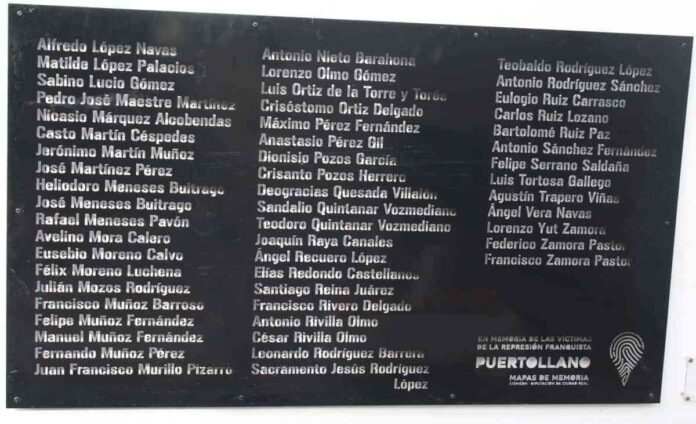 Alfredo López Navas
Matilde López Palacios
Sabino Lucio Gómez
Pedro José Maestre Martínez
Nicasio Márquez Alcobendas
Casto Martín Céspedes
Jerónimo Martín Muñoz
José Martínez Pérez
Heliodoro Meneses Buitrago
José Meneses Buitrago
Rafael Meneses Pavón
Avelino Mora Calero
Eusebio Moreno Calvo
Félix Moreno Luchena
Julián Mozos Rodríguez
Francisco Muñoz Barroso
Felipe Muñoz Fernández
Manuel Muñoz Fernández
Fernando Muñoz Pérez
Juan Francisco Murillo Pizarro
Antonio Nieto Barahona
Lorenzo Olmo Gómez
Luis Ortiz de la Torre y Torés
Crisóstomo Ortiz Delgado
Máximo Pérez Fernández
Anastasio Pérez Gil
Dionisio Pozos García
Crisanto Pozos Herrero
Deogracias Quesada Villalón
Sandalio Quintanar Vozmediano
Teodoro Quintanar Vozmediano
Joaquín Raya Canales
Ángel Recuero López
Elías Redondo Castellanos
Santiago Reina Juárez
Francisco Rivero Delgado
Antonio Rivilla Olmo
César Rivilla Olmo
Leonardo Rodríguez Barrera
Sacramento Jesús Rodríguez
López
Teobaldo Rodríguez López
Antonio Rodríguez Sánchez
Eulogio Ruiz Carrasco
Carlos Ruiz Lozano
Bartolomé Ruiz Paz
Antonio Sánchez Fernández
Felipe Serrano Saldaña
Luis Tortosa Gallego
Agustín Trapero Viñas
Ángel Vera Navas
Lorenzo Yut Zamora
Federico Zamora Pastor
Francisco Zamora Pastor
EN MEMORIA DE LAS VÍCTIMAS
DE LA REPRESIÓN FRANQUISTA
PUERTOLLANO
MAPAS DE MEMORIA
CIEMEDH - DIPUTACIÓN DE CIUDAD REAL